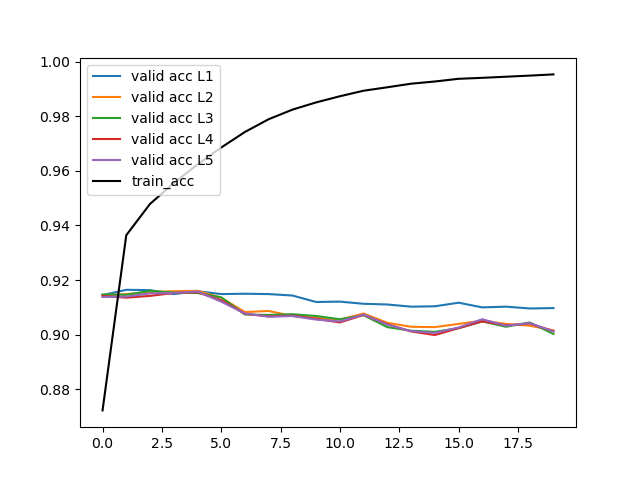 1.00
0.98
0.96
0.94
0.92
0.90
0.88
valid acc L1
valid acc L2
valid acc L3
valid acc L4
valid acc L5
train_acc
0.0 2.5 5.0 7.5 10.0 12.5 15.0 17.5